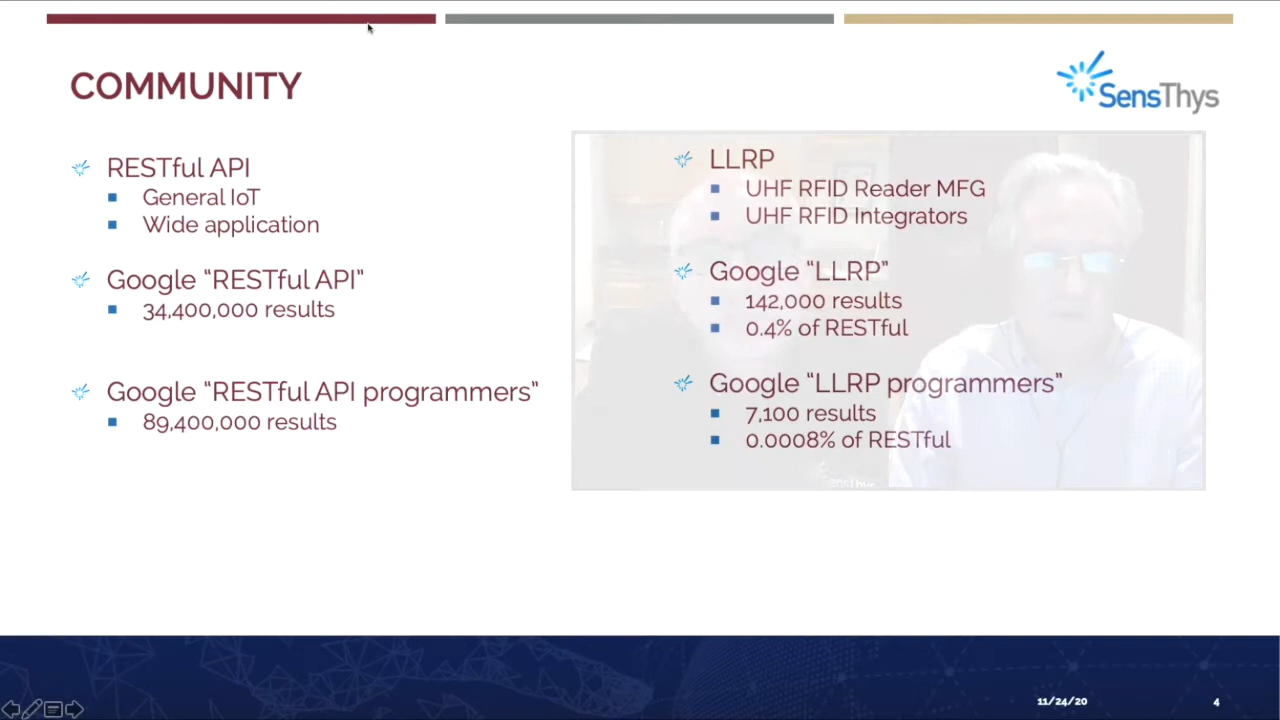 COMMUNITY
SensThys
RESTful API
General IoT
Wide application
Google “RESTful API”
34,400,000 results
Google “RESTful API programmers”
89,400,000 results
LLRP
UHF RFID Reader MFG
UHF RFID Integrators
Google “LLRP”
142,000 results
0.4% of RESTful
Google “LLRP programmers”
7,100 results
0.0008% of RESTful
SensThys
11/24/20
4